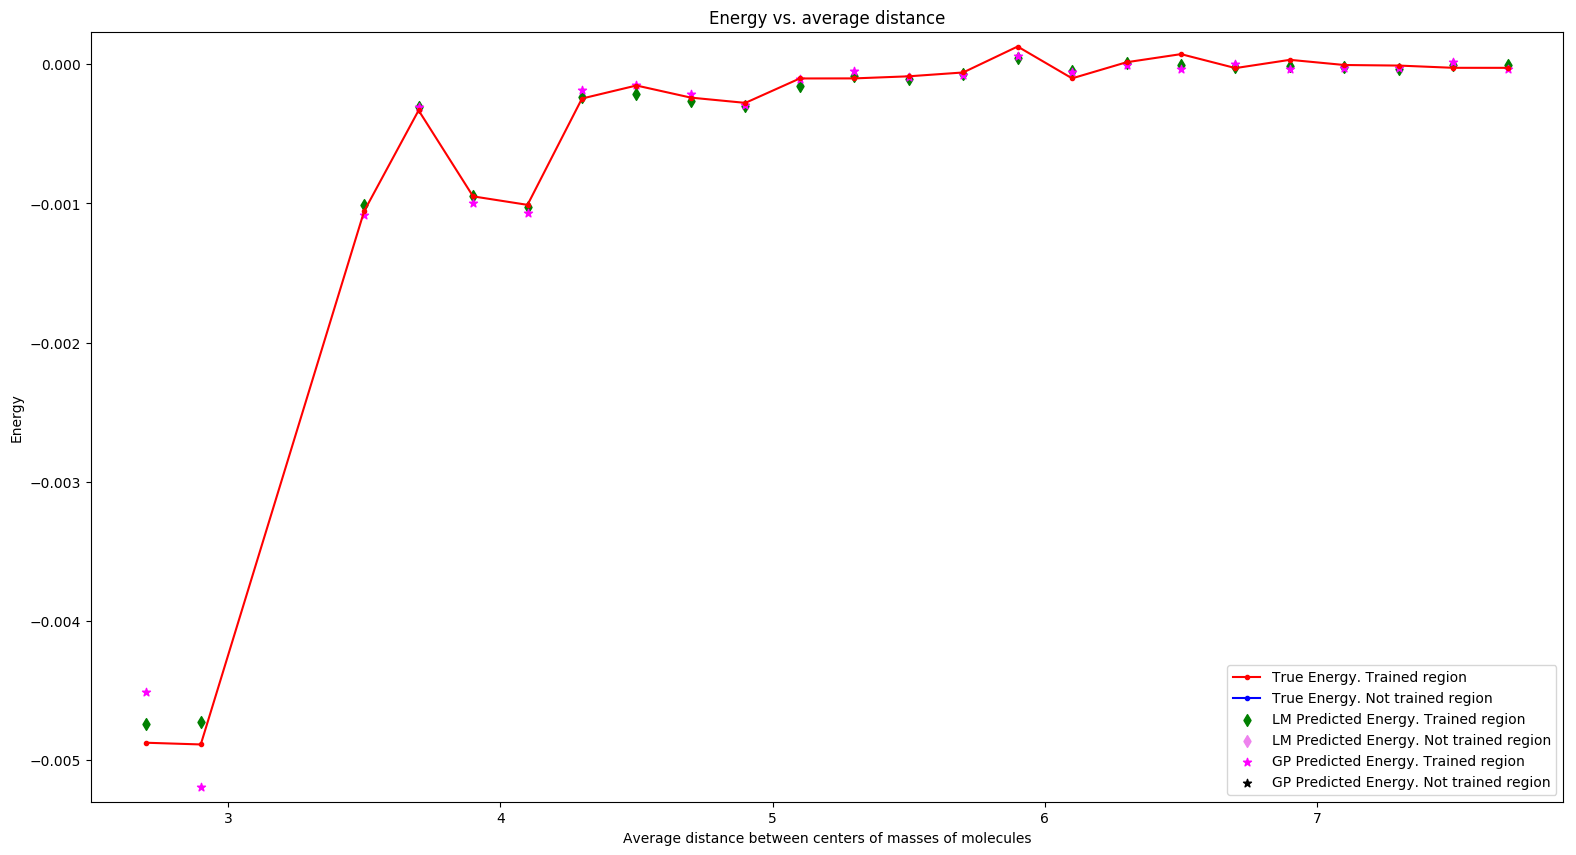 Energy vs. average distance
0.000
−0.001
−0.002
−0.003
−0.004
−0.005
Energy
3 4 5 6 7
Average distance between centers of masses of molecules
True Energy. Trained region
True Energy. Not trained region
LM Predicted Energy. Trained region
LM Predicted Energy. Not trained region
GP Predicted Energy. Trained region
GP Predicted Energy. Not trained region